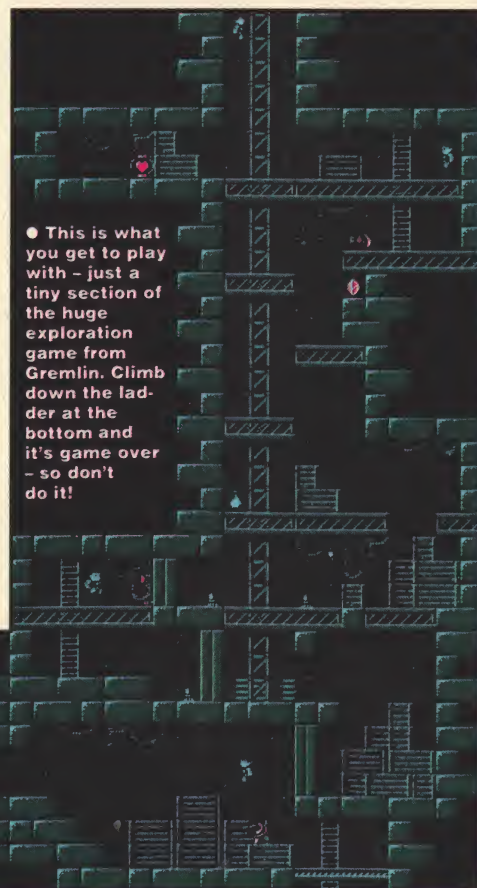 ● This is what
you get to play
with – just a
tiny section of
the huge
exploration
game from
Gremlin. Climb
down the lad-
der at the
bottom and
it's game over
– so don't
do it!